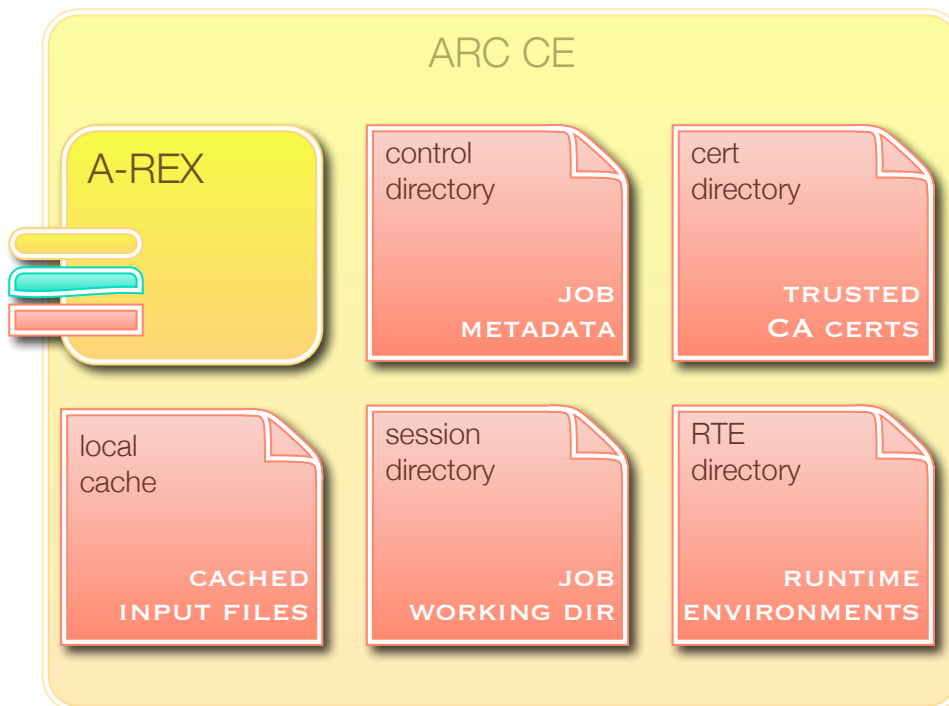 ARC CE
A-REX
control
directory
JOB
METADATA
cert
directory
TRUSTED
CA CERTS
local
cache
CACHED
INPUT FILES
session
directory
JOB
WORKING DIR
RTE
directory
RUNTIME
ENVIRONMENTS